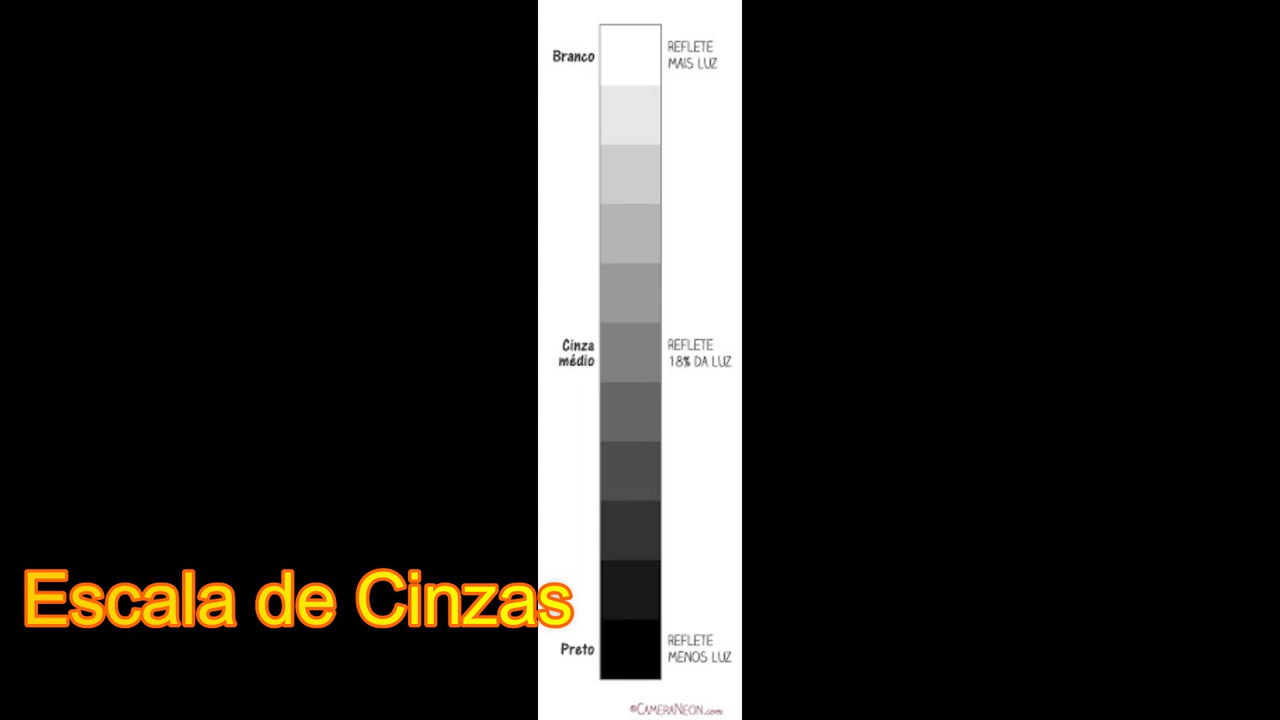 Branco
REFLETE
MAIS LUZ
Cinza
médio
REFLETE
18% DA LUZ
Escala de Cinzas
Preto
REFLETE
MENOS LUZ
©CAMERANEON.com